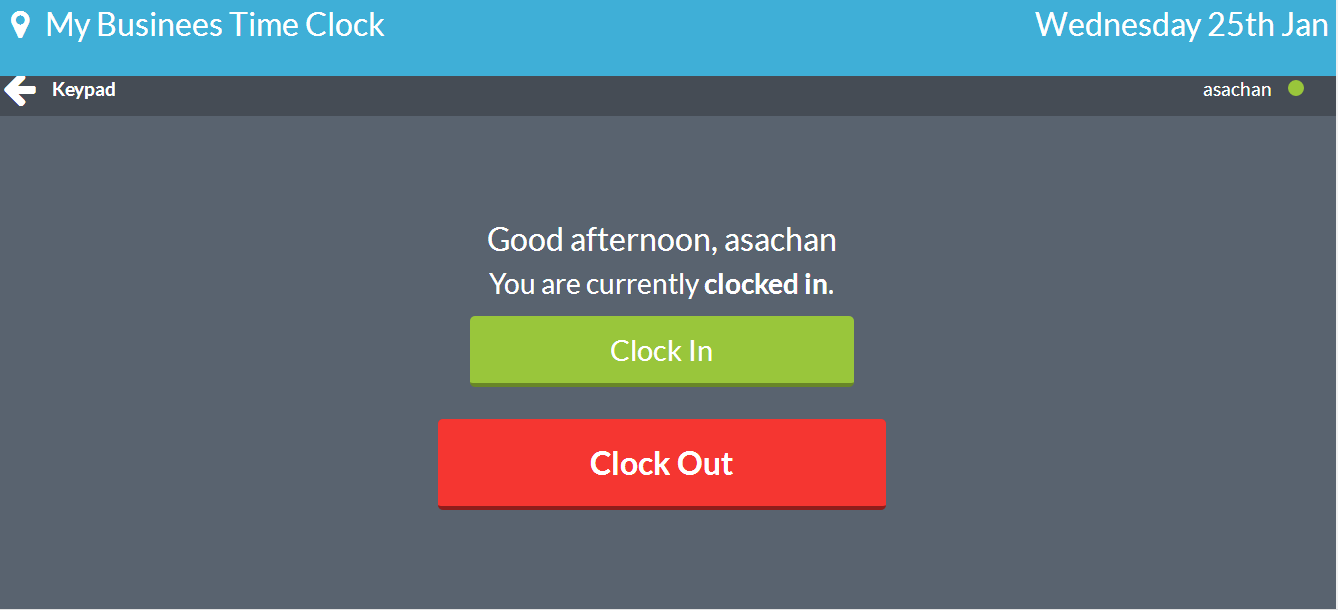 My Businees Time Clock
Wednesday 25th Jan
Keypad
asachan
Good afternoon, asachan
You are currently clocked in.
Clock In
Clock Out